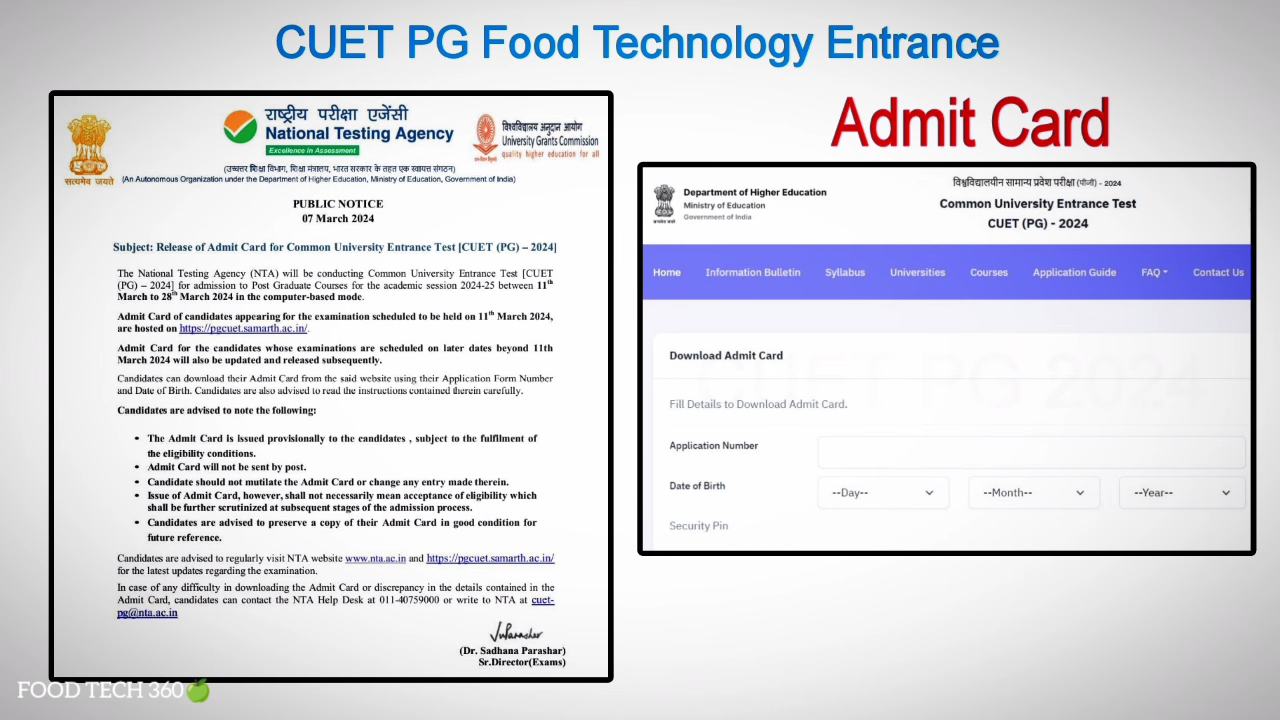 CUET PG Food Technology Entrance
सत्यमेव जयते
राष्ट्रीय परीक्षा एजेंसी
National Testing Agency
Excellence in Assessment
विश्वविद्यालय अनुदान आयोग
University Grants Commission
quality higher education for all
(उच्चतर शिक्षा विभाग, शिक्षा मंत्रालय, भारत सरकार के तहत एक स्वायत्त संगठन)
(An Autonomous Organization under the Department of Higher Education, Ministry of Education, Government of India)
PUBLIC NOTICE
07 March 2024
Subject: Release of Admit Card for Common University Entrance Test [CUET (PG) – 2024]
The National Testing Agency (NTA) will be conducting Common University Entrance Test [CUET
(PG) – 2024] for admission to Post Graduate Courses for the academic session 2024-25 between 11th
March to 28th March 2024 in the computer-based mode.
Admit Card of candidates appearing for the examination scheduled to be held on 11th March 2024,
are hosted on https://pgcuet.samarth.ac.in/.
Admit Card for the candidates whose examinations are scheduled on later dates beyond 11th
March 2024 will also be updated and released subsequently.
Candidates can download their Admit Card from the said website using their Application Form Number
and Date of Birth. Candidates are also advised to read the instructions contained therein carefully.
Candidates are advised to note the following:
• The Admit Card is issued provisionally to the candidates , subject to the fulfilment of
the eligibility conditions.
• Admit Card will not be sent by post.
• Candidate should not mutilate the Admit Card or change any entry made therein.
• Issue of Admit Card, however, shall not necessarily mean acceptance of eligibility which
shall be further scrutinized at subsequent stages of the admission process.
• Candidates are advised to preserve a copy of their Admit Card in good condition for
future reference.
Candidates are advised to regularly visit NTA website www.nta.ac.in and https://pgcuet.samarth.ac.in/
for the latest updates regarding the examination.
In case of any difficulty in downloading the Admit Card or discrepancy in the details contained in the
Admit Card, candidates can contact the NTA Help Desk at 011-40759000 or write to NTA at cuet-
pg@nta.ac.in
(Dr. Sadhana Parashar)
Sr.Director(Exams)
FOOD TECH 360
Admit Card
Department of Higher Education
Ministry of Education
Government of India
विश्वविद्यालयीन सामान्य प्रवेश परीक्षा (पीजी) - 2024
Common University Entrance Test
CUET (PG) - 2024
Home Information Bulletin Syllabus Universities Courses Application Guide FAQ Contact Us
Download Admit Card
Fill Details to Download Admit Card.
Application Number
Date of Birth --Day-- --Month-- --Year--
Security Pin